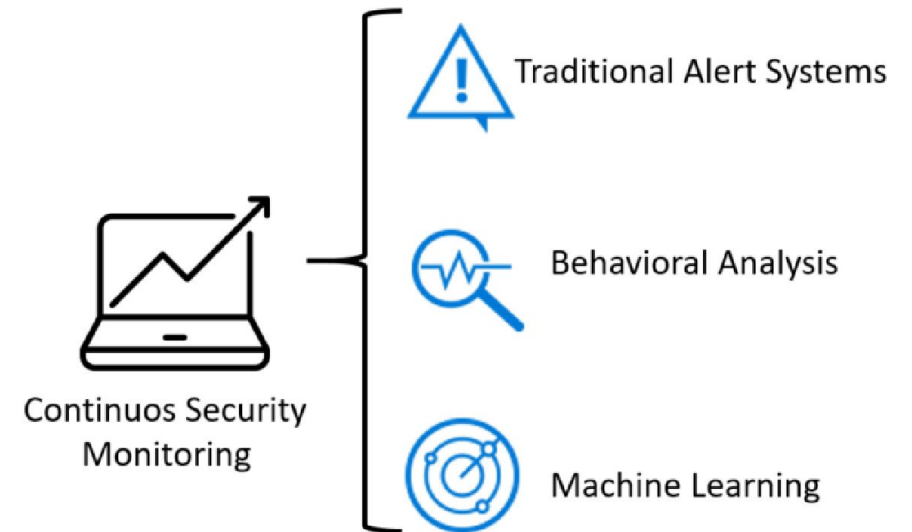 Traditional Alert Systems
Behavioral Analysis
Continuos Security
Monitoring
Machine Learning